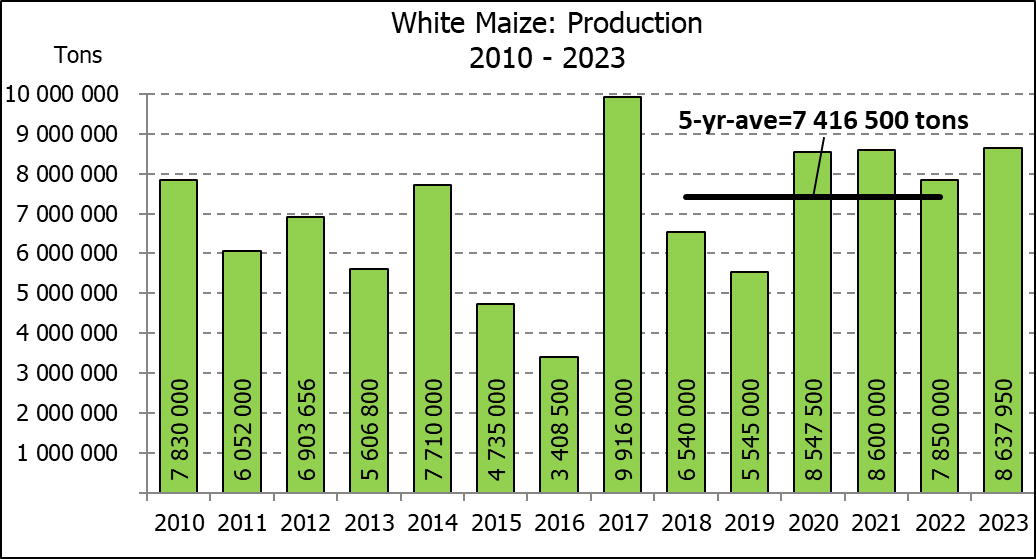 White Maize: Production
2010 - 2023
Tons
10 000 000
9 000 000
8 000 000
7 000 000
6 000 000
5 000 000
4 000 000
3 000 000
2 000 000
1 000 000
5-yr-ave=7 416 500 tons
7 830 000
6 052 000
6 903 656
5 606 800
7 710 000
4 735 000
3 408 500
9 916 000
6 540 000
5 545 000
8 547 500
8 600 000
7 850 000
8 637 950
2010 2011 2012 2013 2014 2015 2016 2017 2018 2019 2020 2021 2022 2023